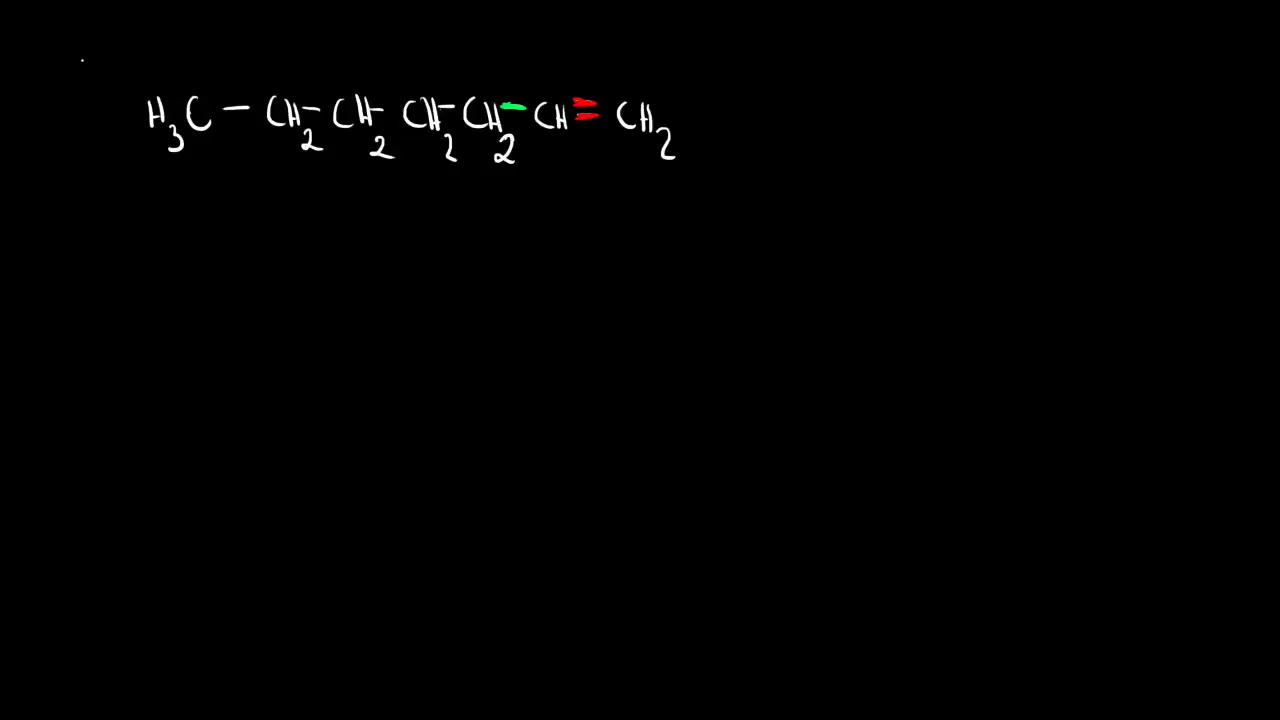 H₃C — CH₂ — CH₂ — CH₂ — CH₂ — CH = CH₂